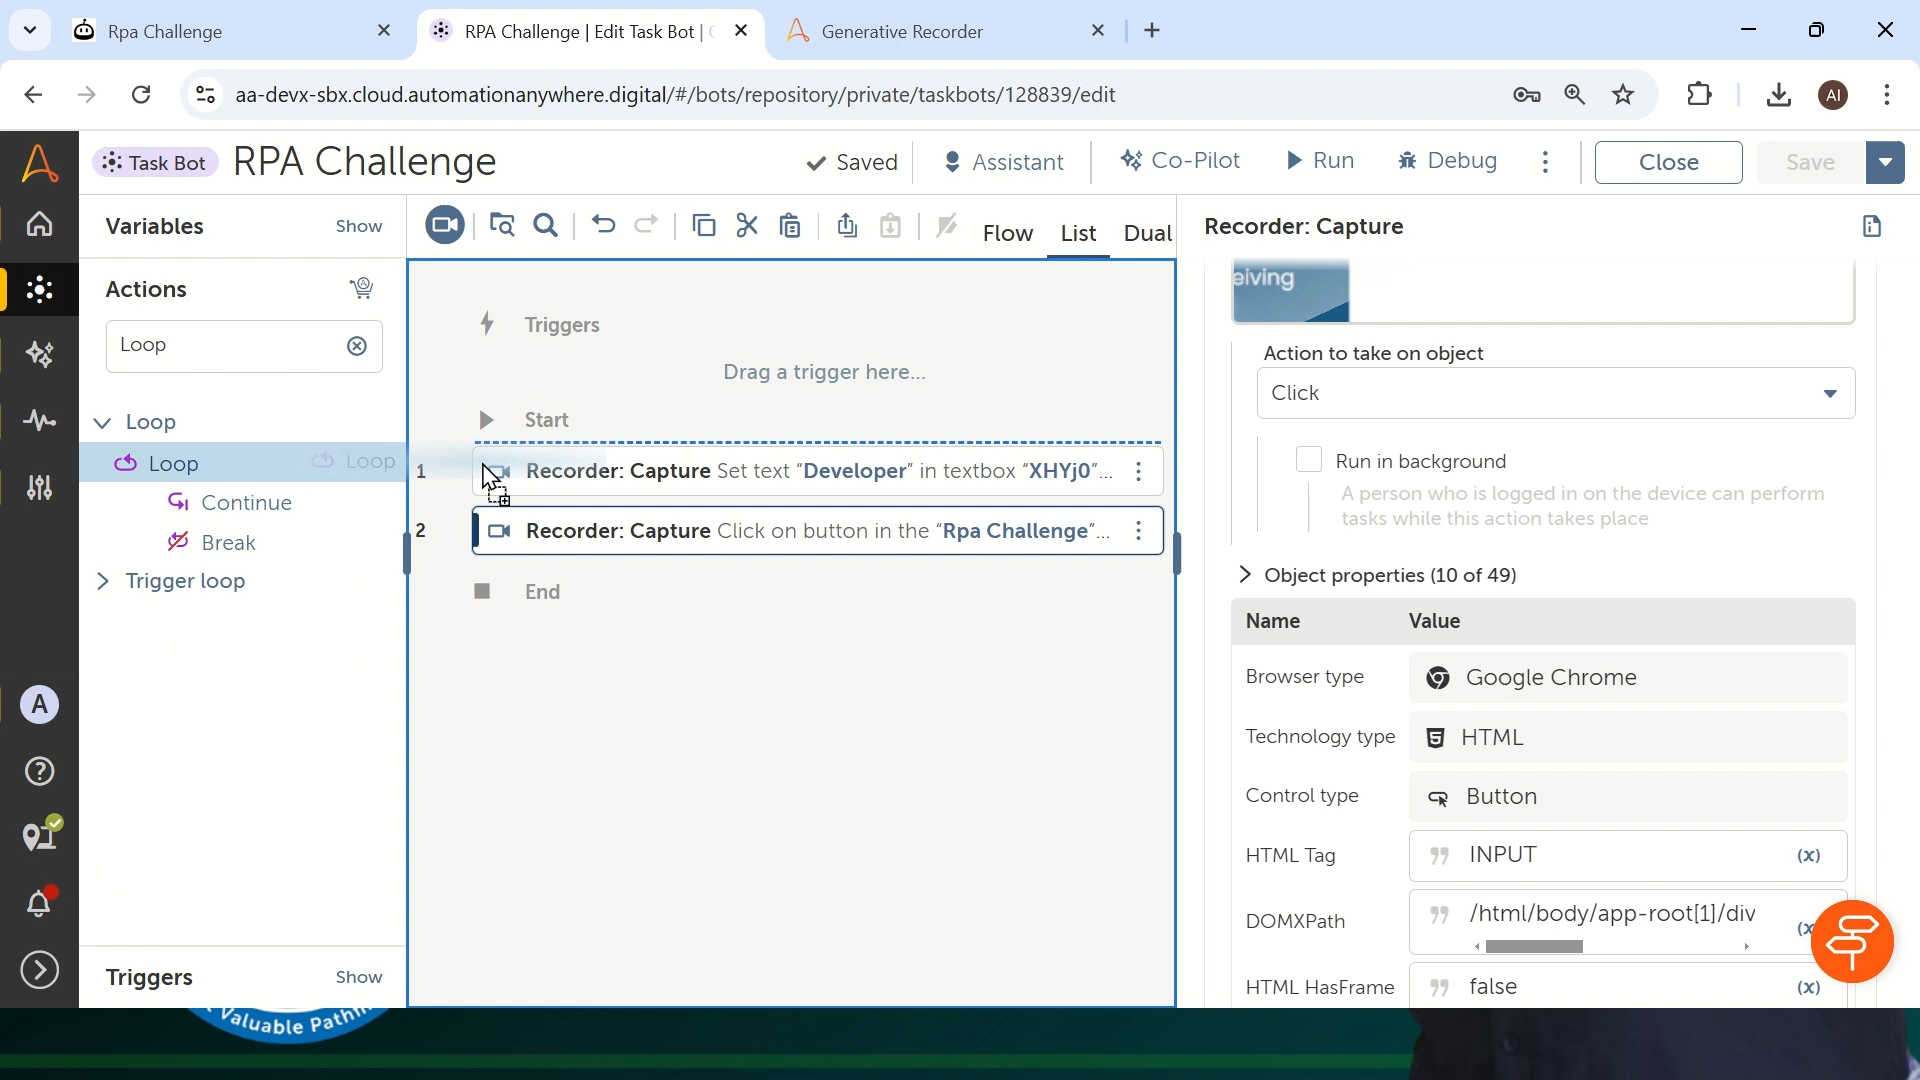 Rpa Challenge
RPA Challenge | Edit Task Bot |
Generative Recorder
aa-devx-sbx.cloud.automationanywhere.digital/#/bots/repository/private/taskbots/128839/edit
AI
Task Bot
RPA Challenge
Saved
Assistant
Co-Pilot
Run
Debug
Close
Save
Variables
Show
Flow
List
Dual
Recorder: Capture
Actions
Loop
Loop
Loop
Loop
Continue
Break
Trigger loop
Triggers
Show
A
Triggers
Drag a trigger here...
Start
1
Recorder: Capture Set text “Developer” in textbox “XHYj0”...
2
Recorder: Capture Click on button in the “Rpa Challenge”...
End
eiving
Action to take on object
Click
Run in background
A person who is logged in on the device can perform
tasks while this action takes place
Object properties (10 of 49)
Name
Value
Browser type
Google Chrome
Technology type
HTML
Control type
Button
HTML Tag
INPUT
(x)
DOMXPath
/html/body/app-root[1]/div
(x
HTML HasFrame
false
(x)
Valuable